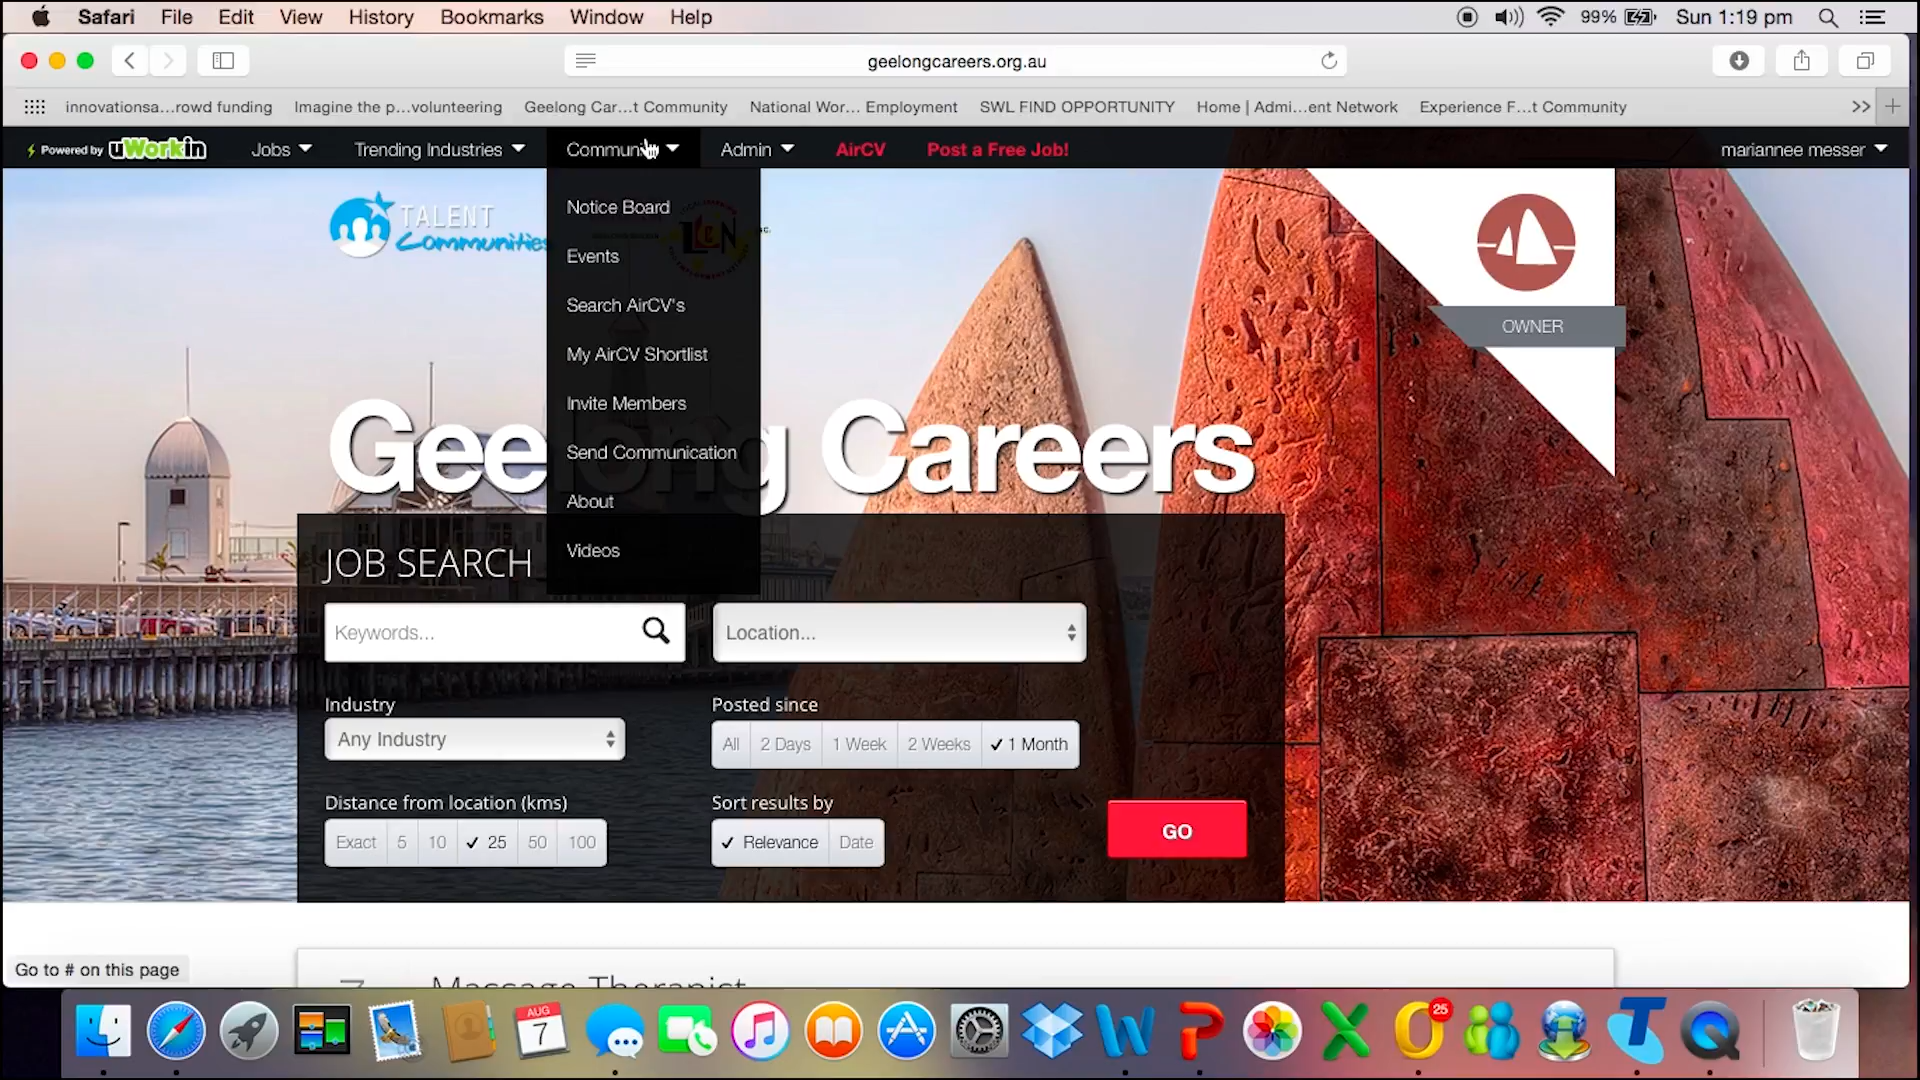 Safari File Edit View History Bookmarks Window Help 99% Sun 1:19 pm
geelongcareers.org.au
innovationsa...rowd funding Imagine the p...volunteering Geelong Car...t Community National Wor... Employment SWL FIND OPPORTUNITY Home | Admi...ent Network Experience F...t Community >> +
Powered by uWorkin Jobs Trending Industries Communi Admin AirCV Post a Free Job! mariannee messer
Notice Board
Events
Search AirCV's
My AirCV Shortlist
Invite Members
Send Communication
About
Videos
TALENT
Communities
LLEN
OWNER
Geelong Careers
JOB SEARCH
Keywords... Location...
Industry Posted since
Any Industry All 2 Days 1 Week 2 Weeks ✓ 1 Month
Distance from location (kms) Sort results by
Exact 5 10 ✓ 25 50 100 ✓ Relevance Date GO
Massage Therapist
Go to # on this page
AUG
7
25